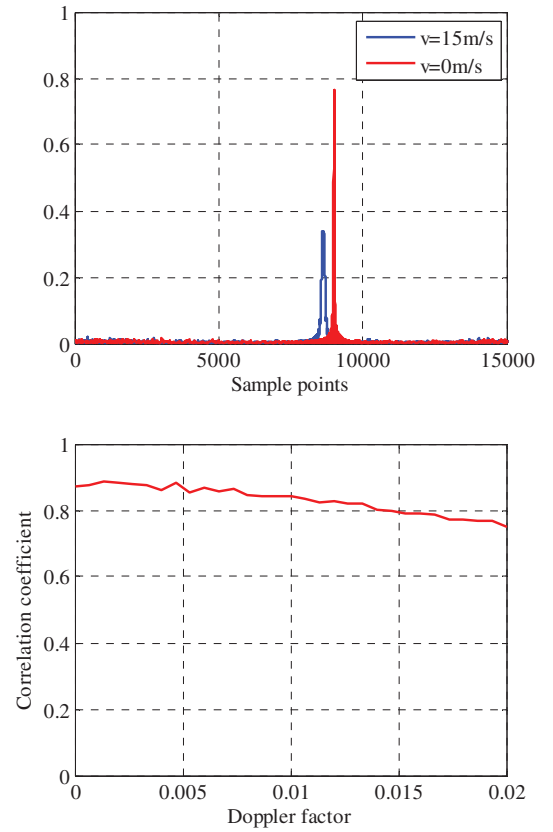 1
0.8
0.6
0.4
0.2
0
v=15m/s
v=0m/s
0 5000 10000 15000
Sample points
1
0.8
0.6
0.4
0.2
0
Correlation coefficient
0 0.005 0.01 0.015 0.02
Doppler factor